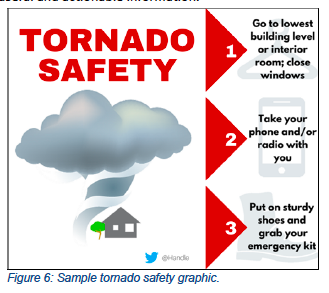 TORNADO
SAFETY
1
Go to lowest
building level
or interior
room; close
windows
2
Take your
phone and/or
radio with
you
3
Put on sturdy
shoes and
grab your
emergency kit
@Handle
Figure 6: Sample tornado safety graphic.